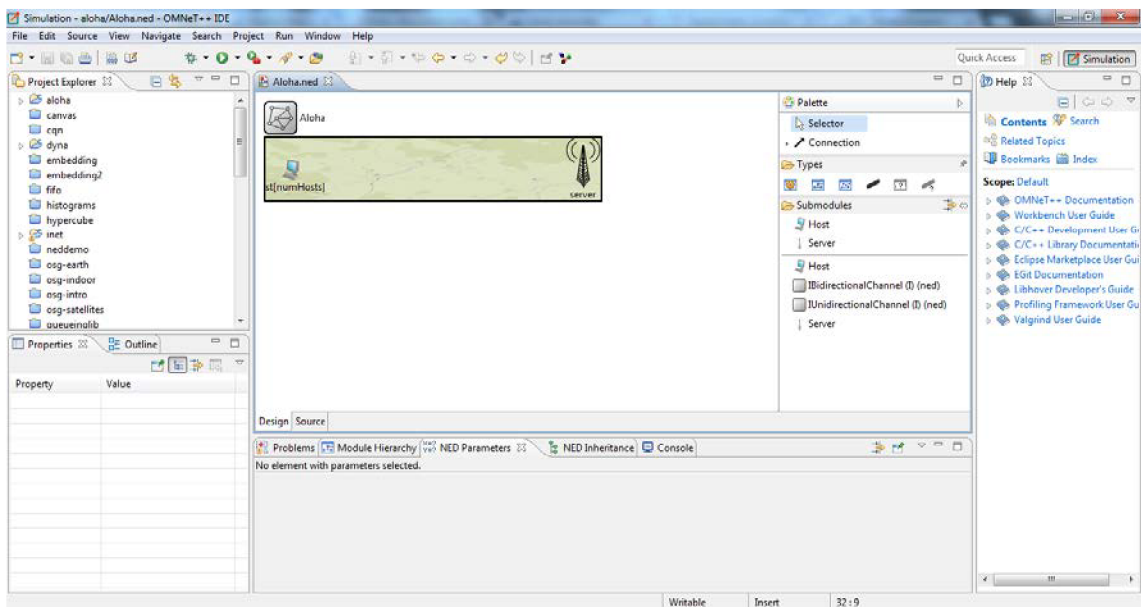 Simulation - aloha/Aloha.ned - OMNeT++ IDE
File Edit Source View Navigate Search Project Run Window Help
Quick Access
Simulation
Project Explorer
aloha
canvas
cqn
dyna
embedding
embedding2
fifo
histograms
hypercube
inet
neddemo
osg-earth
osg-indoor
osg-intro
osg-satellites
queueinglib
Properties
Outline
Property Value
Aloha.ned
Aloha
st[numHosts]
server
Palette
Selector
Connection
Types
Submodules
Host
Server
Host
IBidirectionalChannel (I) (ned)
IUnidirectionalChannel (I) (ned)
Server
Design Source
Problems Module Hierarchy NED Parameters NED Inheritance Console
No element with parameters selected.
Help
Contents Search
Related Topics
Bookmarks Index
Scope: Default
OMNeT++ Documentation
Workbench User Guide
C/C++ Development User G
C/C++ Library Documentati
Eclipse Marketplace User Gui
EGit Documentation
Libhover Developer's Guide
Profiling Framework User Gu
Valgrind User Guide
Writable Insert 32:9